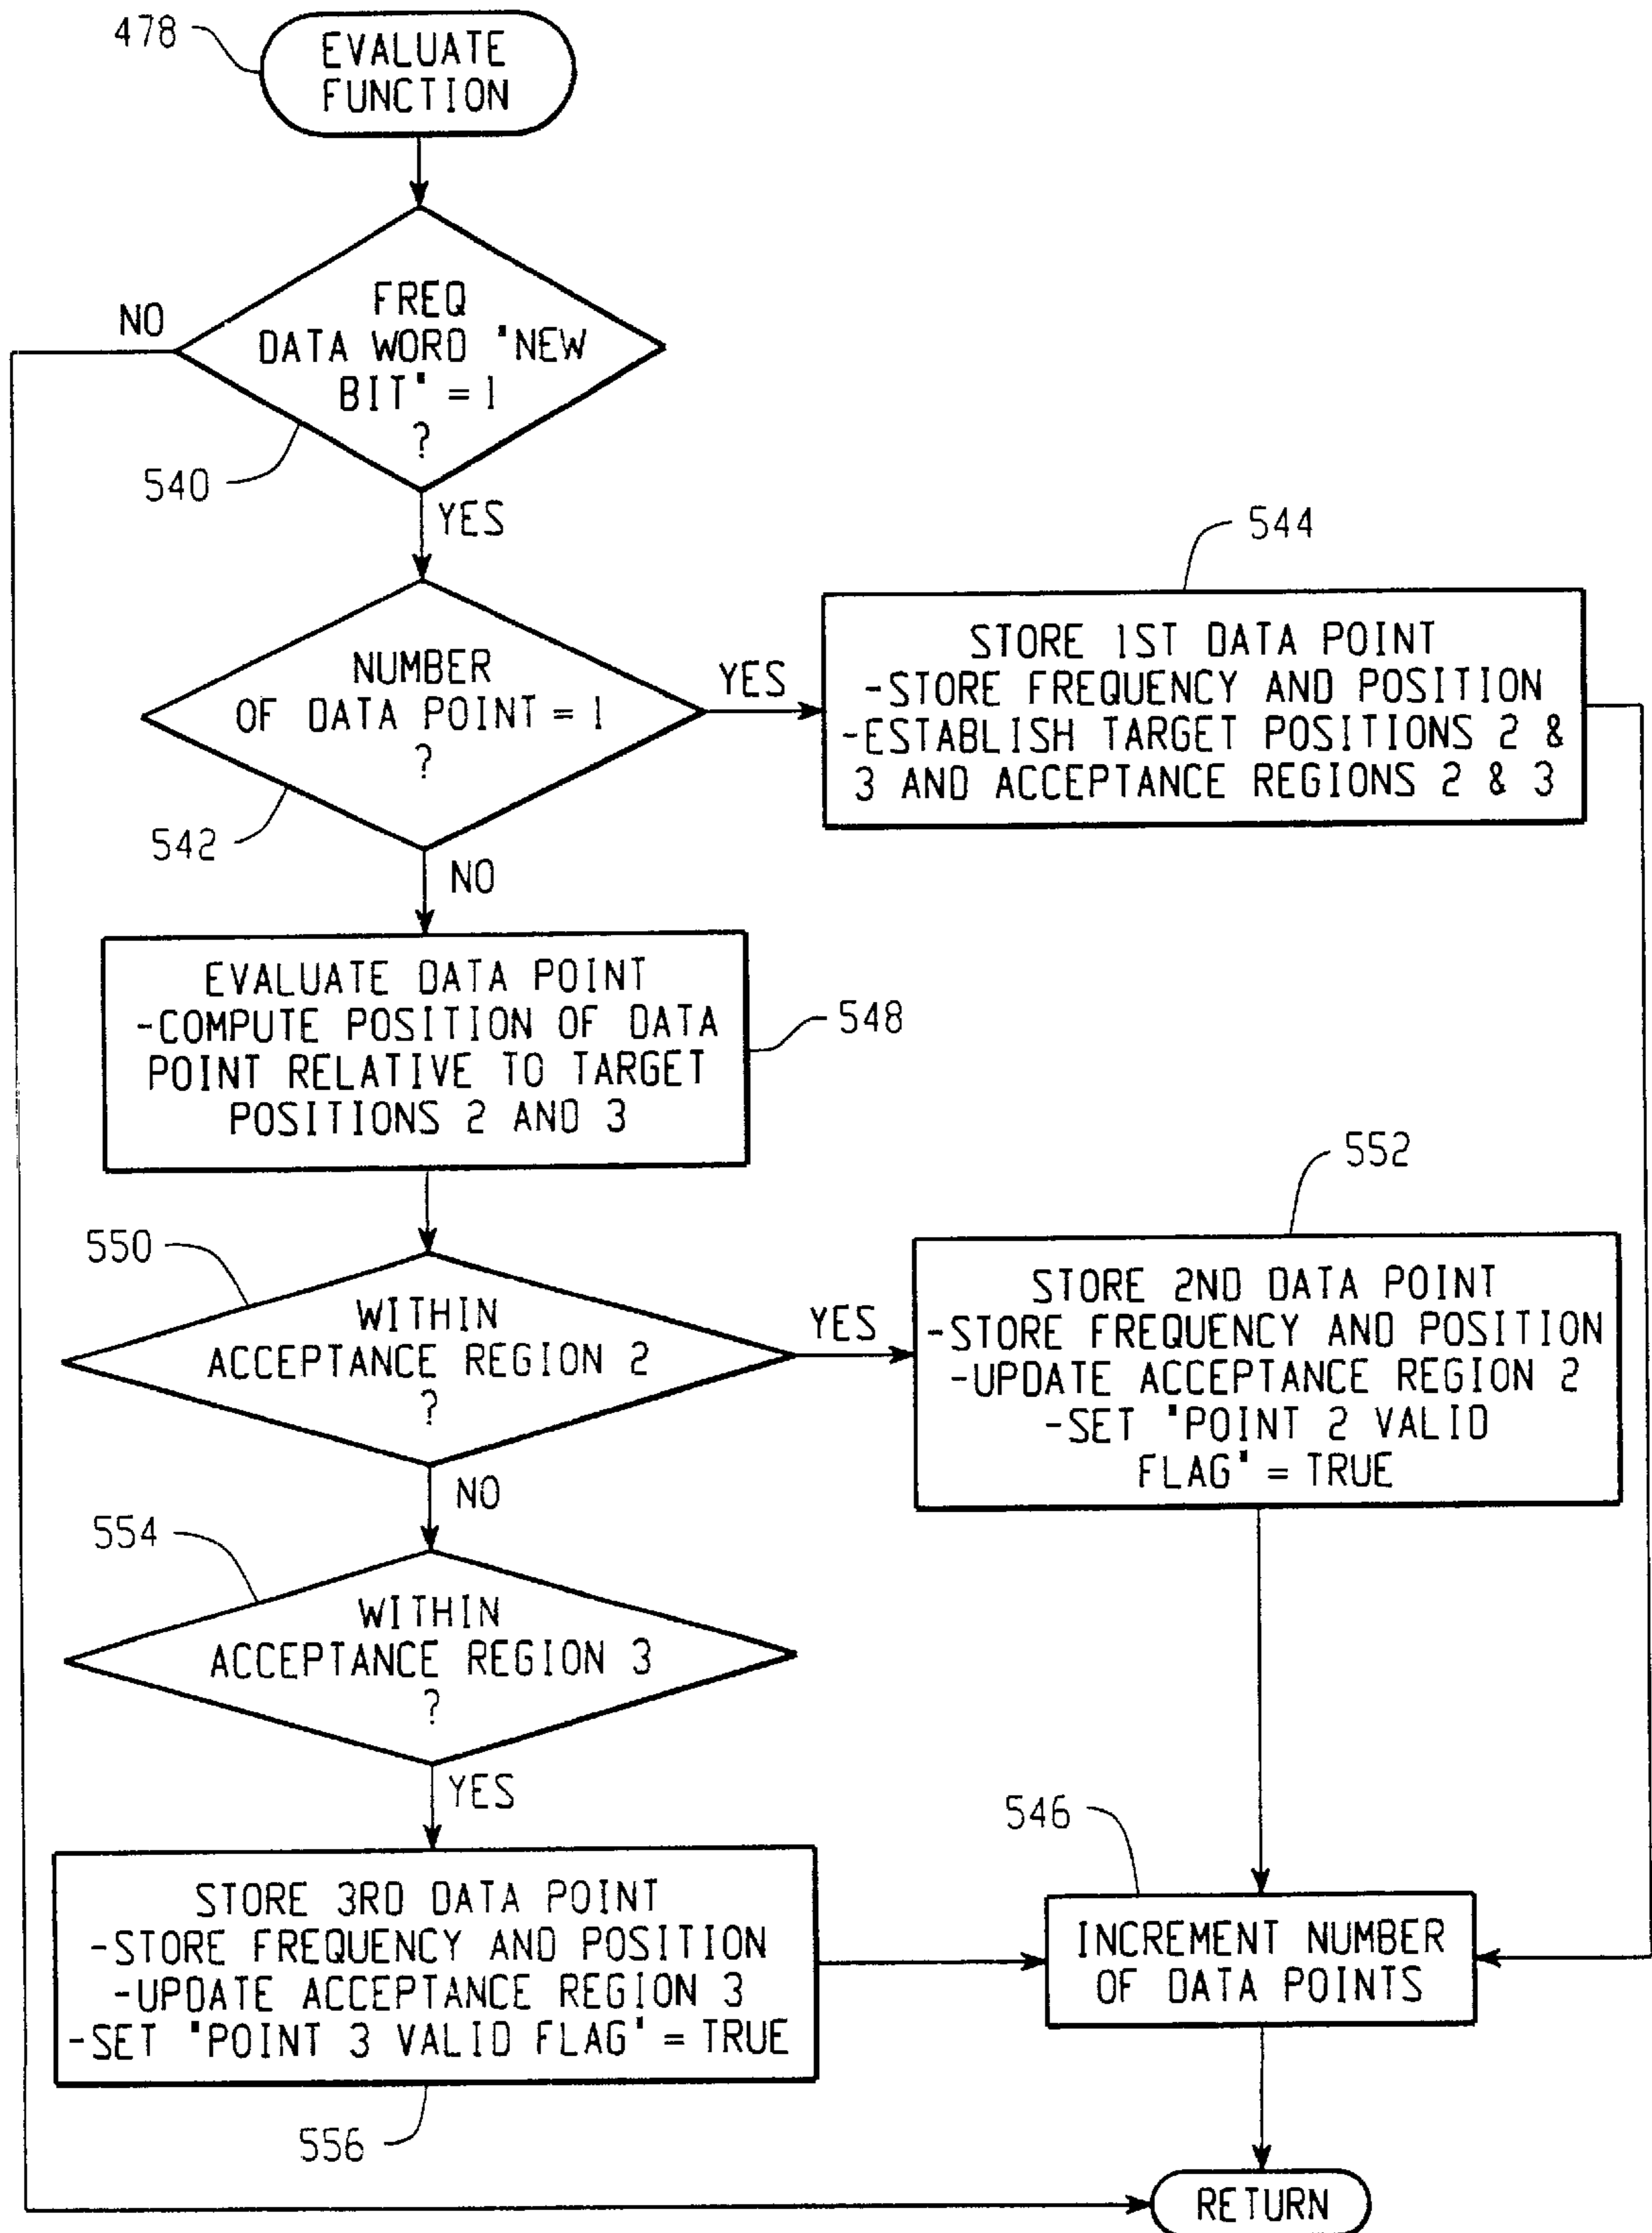 478
EVALUATE
FUNCTION
NO
FREQ
DATA WORD "NEW
BIT" = 1
?
540
YES
544
NUMBER
OF DATA POINT = 1
?
542
YES
STORE 1ST DATA POINT
-STORE FREQUENCY AND POSITION
-ESTABLISH TARGET POSITIONS 2 &
3 AND ACCEPTANCE REGIONS 2 & 3
NO
EVALUATE DATA POINT
-COMPUTE POSITION OF DATA
POINT RELATIVE TO TARGET
POSITIONS 2 AND 3
548
552
550
WITHIN
ACCEPTANCE REGION 2
?
YES
STORE 2ND DATA POINT
-STORE FREQUENCY AND POSITION
-UPDATE ACCEPTANCE REGION 2
-SET "POINT 2 VALID
FLAG" = TRUE
NO
554
WITHIN
ACCEPTANCE REGION 3
?
YES
546
STORE 3RD DATA POINT
-STORE FREQUENCY AND POSITION
-UPDATE ACCEPTANCE REGION 3
-SET "POINT 3 VALID FLAG" = TRUE
INCREMENT NUMBER
OF DATA POINTS
556
RETURN